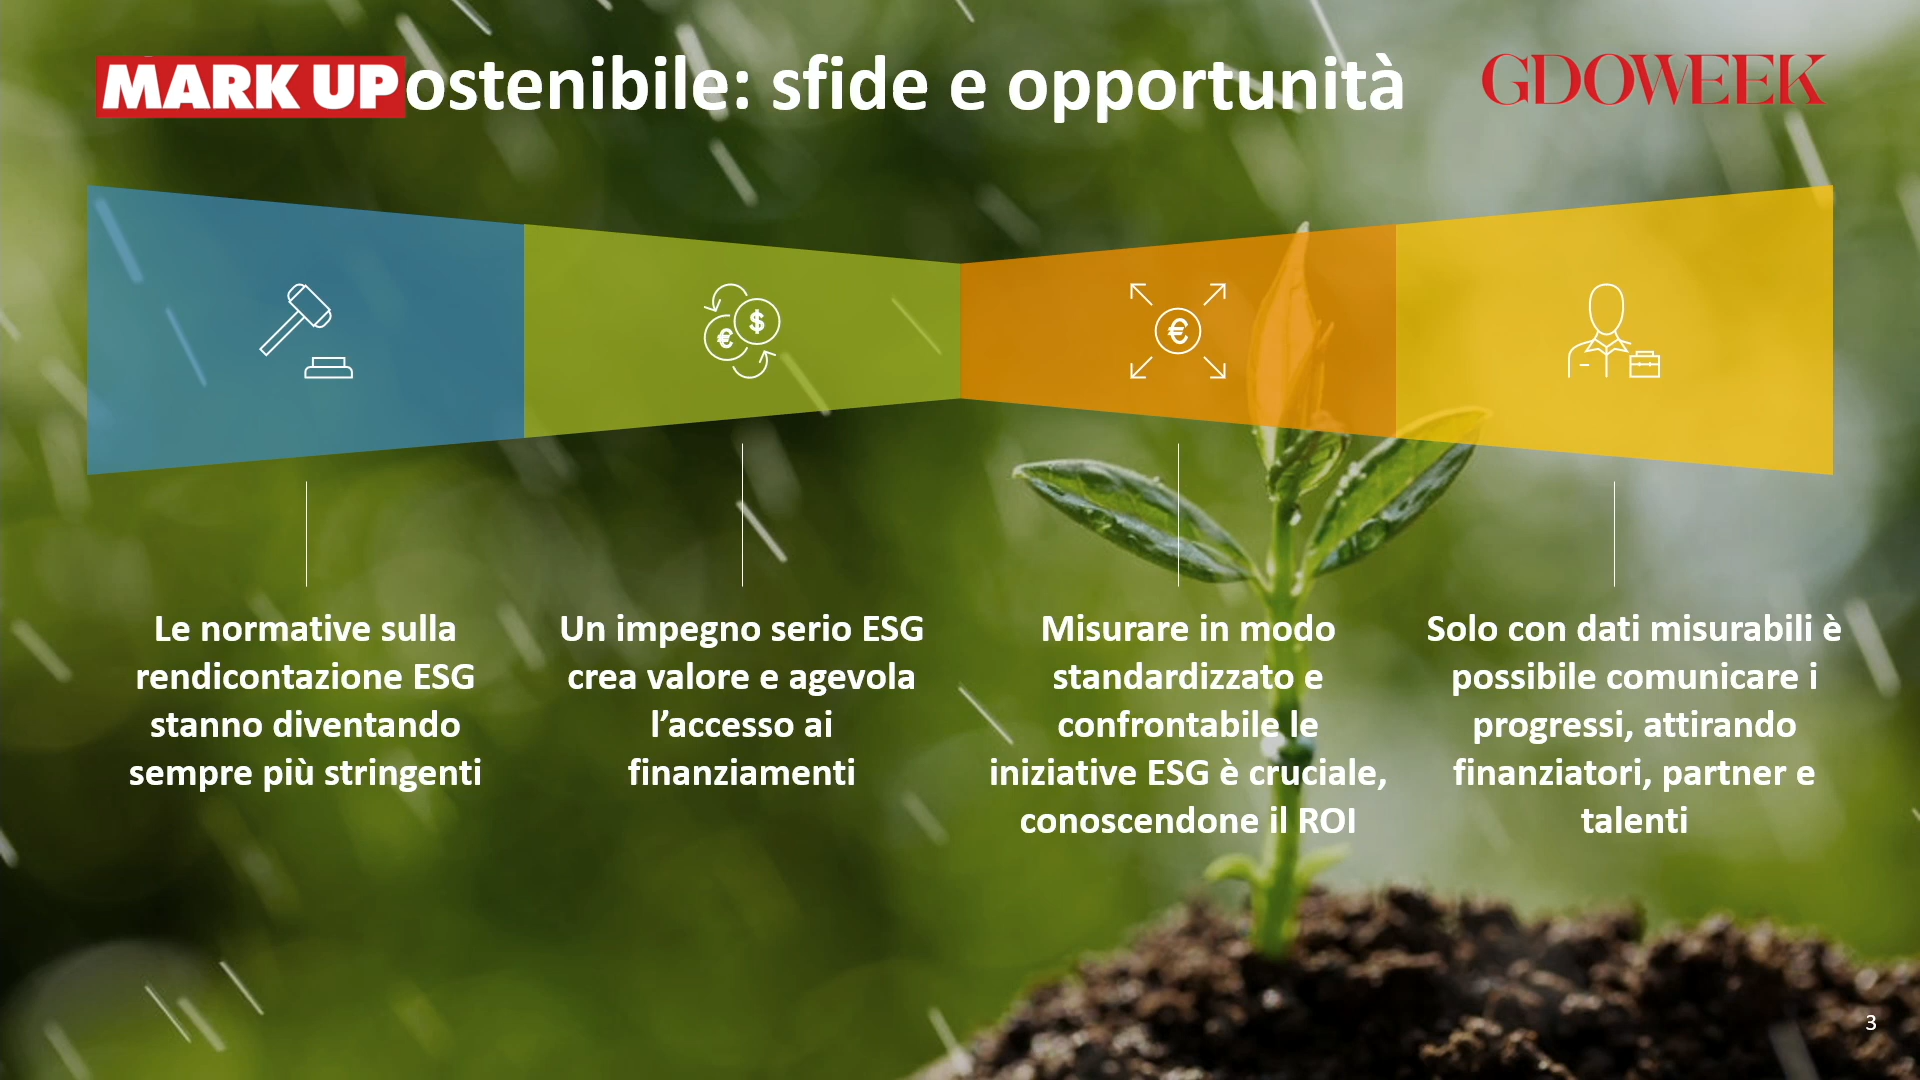 MARK UP ostenibile: sfide e opportunità GDOWEEK
€ $
€
Le normative sulla
rendicontazione ESG
stanno diventando
sempre più stringenti
Un impegno serio ESG
crea valore e agevola
l’accesso ai
finanziamenti
Misurare in modo
standardizzato e
confrontabile le
iniziative ESG è cruciale,
conoscendone il ROI
Solo con dati misurabili è
possibile comunicare i
progressi, attirando
finanziatori, partner e
talenti
3